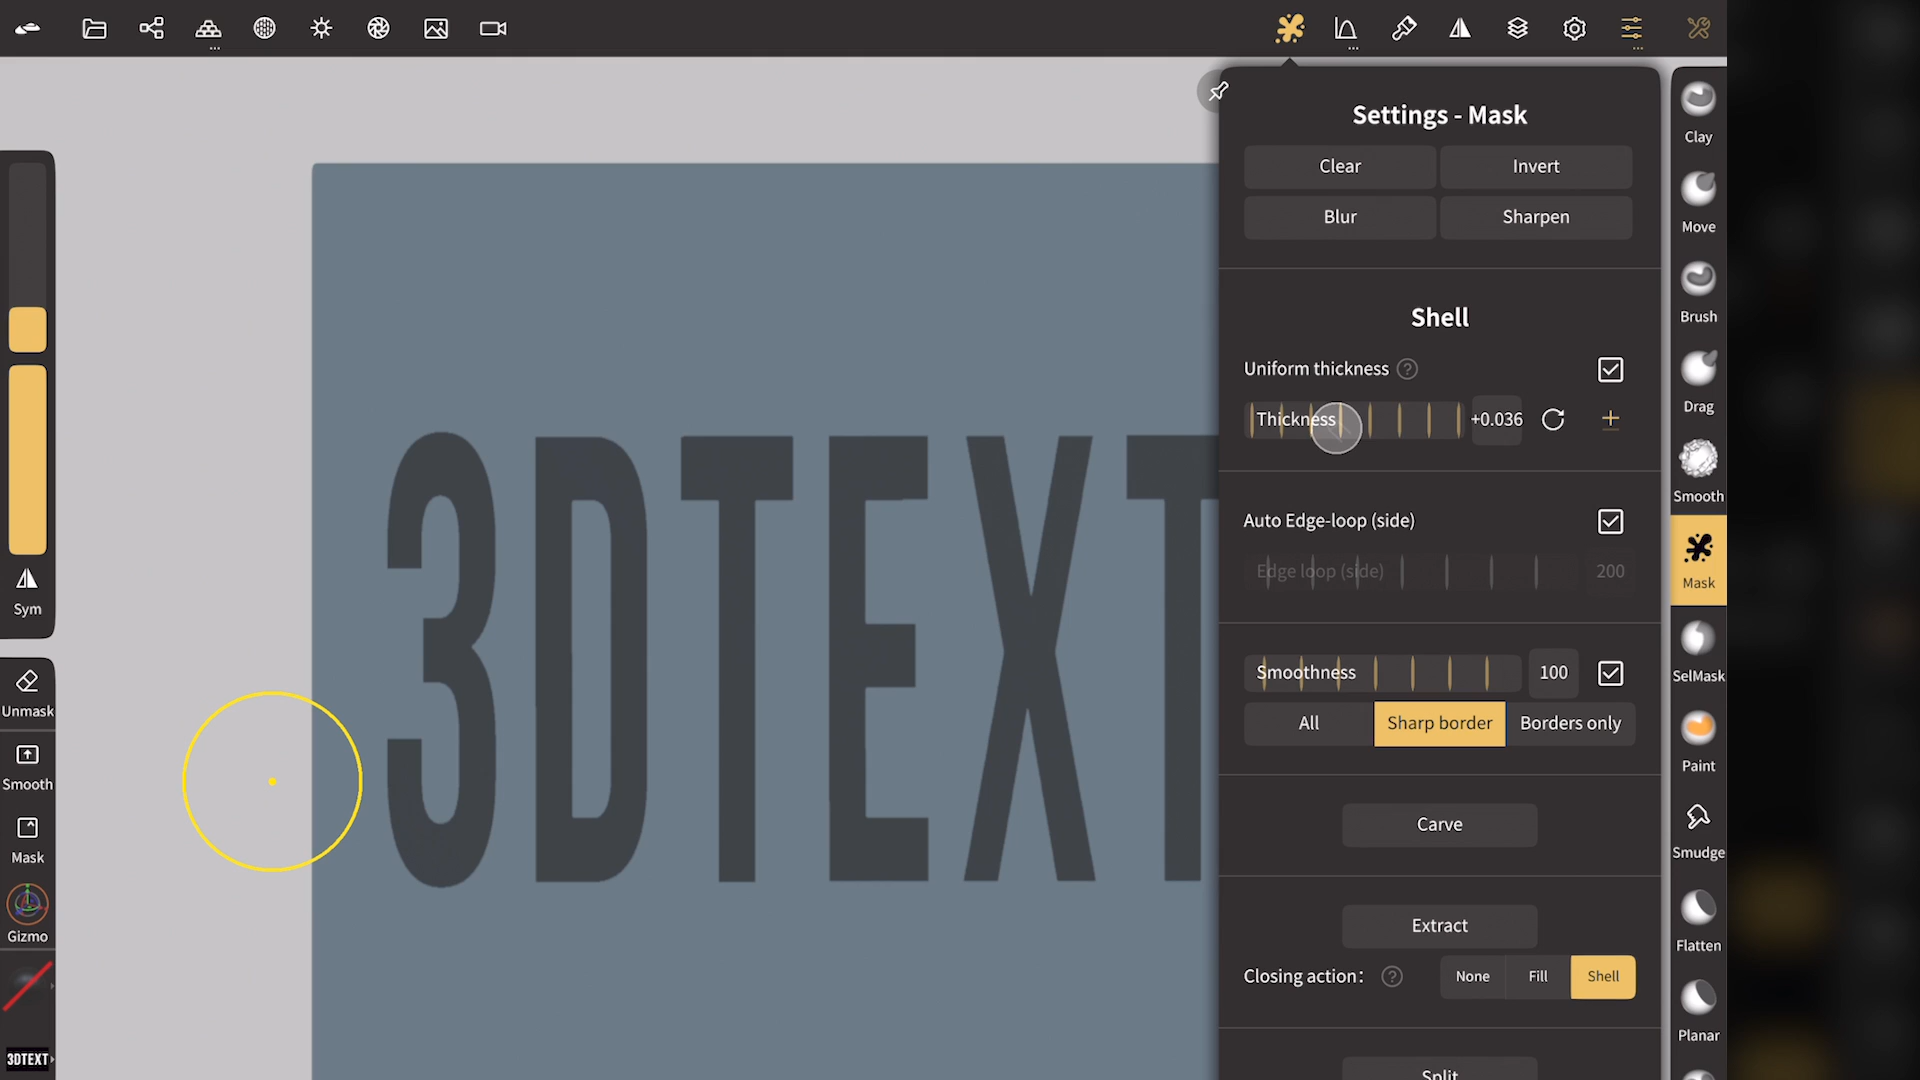 Settings - Mask
Clear
Invert
Blur
Sharpen
Shell
Uniform thickness ?
Thickness +0.036
Auto Edge-loop (side)
Edge loop (side) 200
Smoothness 100
All
Sharp border
Borders only
Carve
Extract
Closing action: ?
None
Fill
Shell
Split
3DTEXT
Sym
Unmask
Smooth
Mask
Gizmo
3DTEXT
Clay
Move
Brush
Drag
Smooth
Mask
SelMask
Paint
Smudge
Flatten
Planar